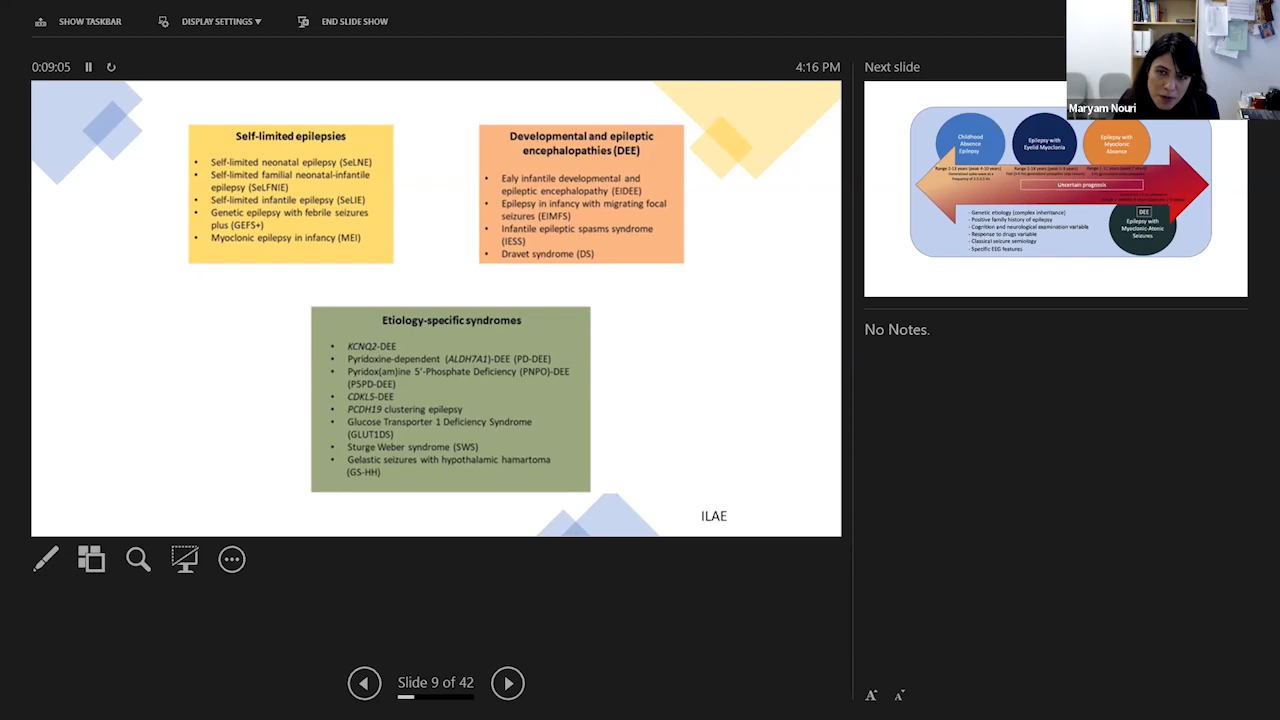 SHOW TASKBAR
DISPLAY SETTINGS ▼
END SLIDE SHOW
0:09:05
4:16 PM
Next slide
Maryam Nouri
Self-limited epilepsies
• Self-limited neonatal epilepsy (SeLNE)
• Self-limited familial neonatal-infantile
epilepsy (SeLFNIE)
• Self-limited infantile epilepsy (SeLIE)
• Genetic epilepsy with febrile seizures
plus (GEFS+)
• Myoclonic epilepsy in infancy (MEI)
Developmental and epileptic
encephalopathies (DEE)
• Ealy infantile developmental and
epileptic encephalopathy (EIDEE)
• Epilepsy in infancy with migrating focal
seizures (EIMFS)
• Infantile epileptic spasms syndrome
(IESS)
• Dravet syndrome (DS)
Etiology-specific syndromes
• KCNQ2-DEE
• Pyridoxine-dependent (ALDH7A1)-DEE (PD-DEE)
• Pyridox(am)ine 5'-Phosphate Deficiency (PNPO)-DEE
(P5PD-DEE)
• CDKL5-DEE
• PCDH19 clustering epilepsy
• Glucose Transporter 1 Deficiency Syndrome
(GLUT1DS)
• Sturge Weber syndrome (SWS)
• Gelastic seizures with hypothalamic hamartoma
(GS-HH)
ILAE
Childhood
Absence
Epilepsy
Epilepsy with
Eyelid Myoclonia
Epilepsy with
Myoclonic
Absence
Uncertain prognosis
- Genetic etiology (complex inheritance)
- Positive family history of epilepsy
- Cognition and neurological examination variable
- Response to drugs variable
- Classical seizure semiology
- Specific EEG features
DEE
Epilepsy with
Myoclonic-Atonic
Seizures
No Notes.
Slide 9 of 42
A
A